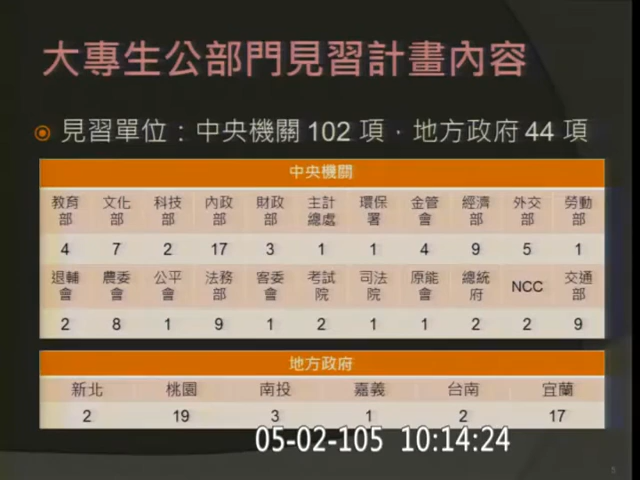 大專生公部門見習計畫內容
見習單位：中央機關 102 項，地方政府 44 項
中央機關
教育部 文化部 科技部 內政部 財政部 主計總處 環保署 金管會 經濟部 外交部 勞動部
4 7 2 17 3 1 1 4 9 5 1
退輔會 農委會 公平會 法務部 客委會 考試院 司法院 原能會 總統府 NCC 交通部
2 8 1 9 1 2 1 1 2 2 9
地方政府
新北 桃園 南投 嘉義 台南 宜蘭
2 19 3 1 2 17
05-02-105 10:14:24